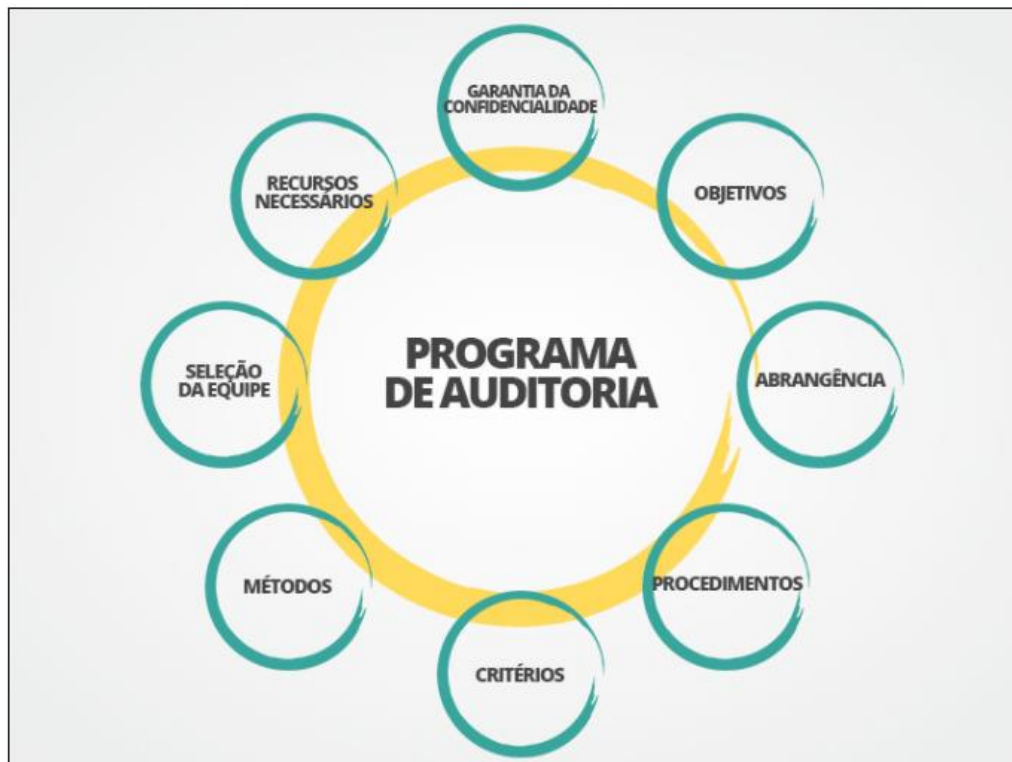 GARANTIA DA
CONFIDENCIALIDADE
RECURSOS
NECESSÁRIOS
OBJETIVOS
PROGRAMA
DE AUDITORIA
SELEÇÃO
DA EQUIPE
ABRANGÊNCIA
MÉTODOS
PROCEDIMENTOS
CRITÉRIOS